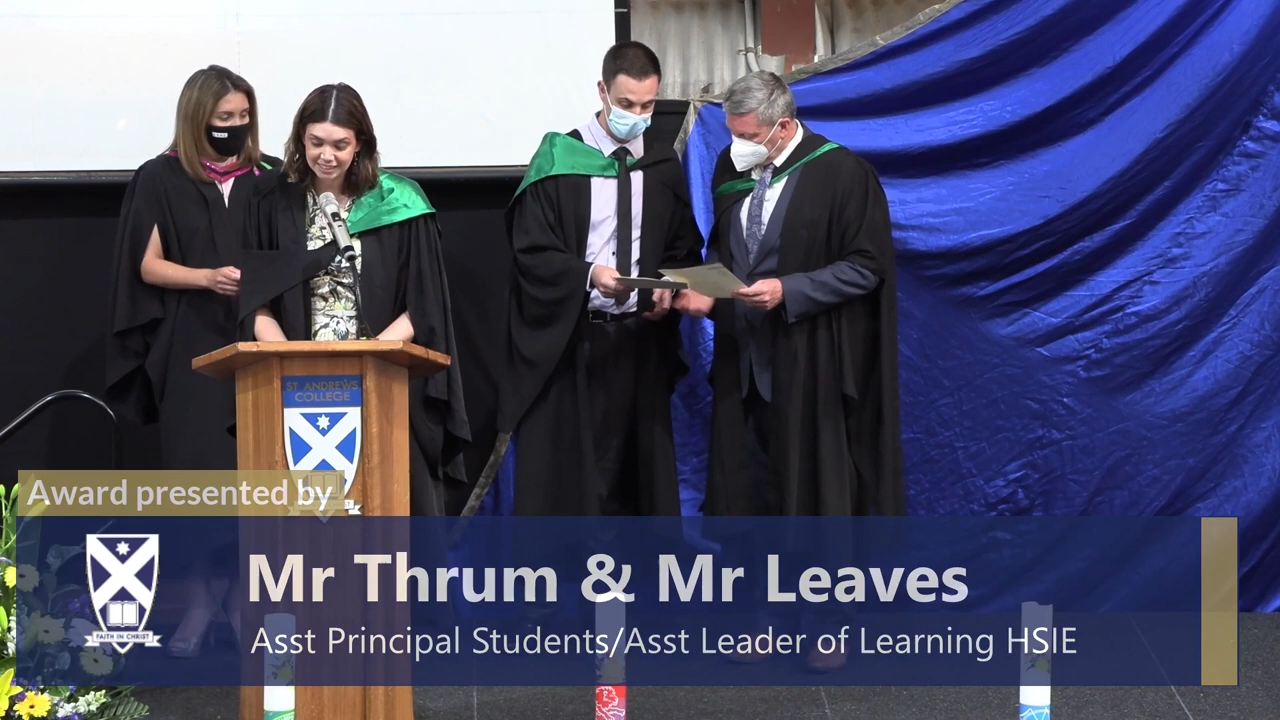 ST ANDREWS
COLLEGE
Award presented by
Mr Thrum & Mr Leaves
Asst Principal Students/Asst Leader of Learning HSIE
FAITH IN CHRIST